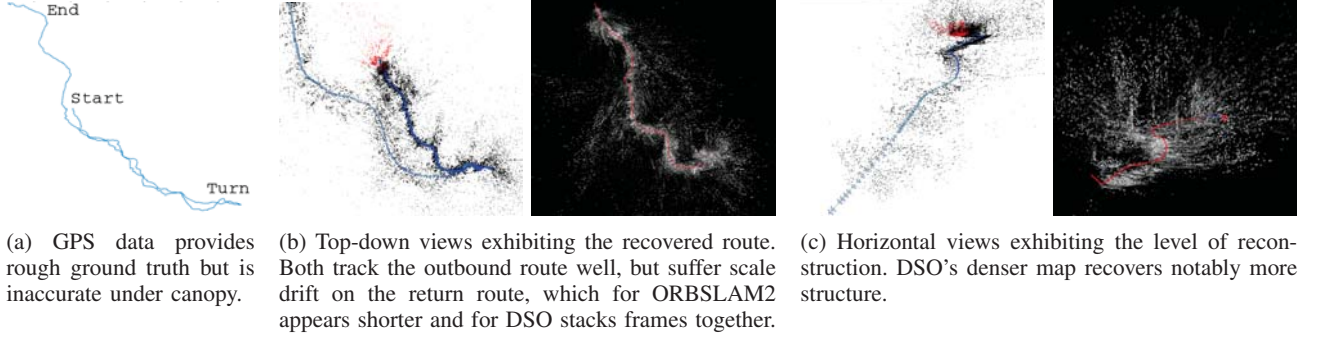 End
Start
Turn
(a) GPS data provides
rough ground truth but is
inaccurate under canopy.
(b) Top-down views exhibiting the recovered route.
Both track the outbound route well, but suffer scale
drift on the return route, which for ORBSLAM2
appears shorter and for DSO stacks frames together.
(c) Horizontal views exhibiting the level of recon-
struction. DSO's denser map recovers notably more
structure.